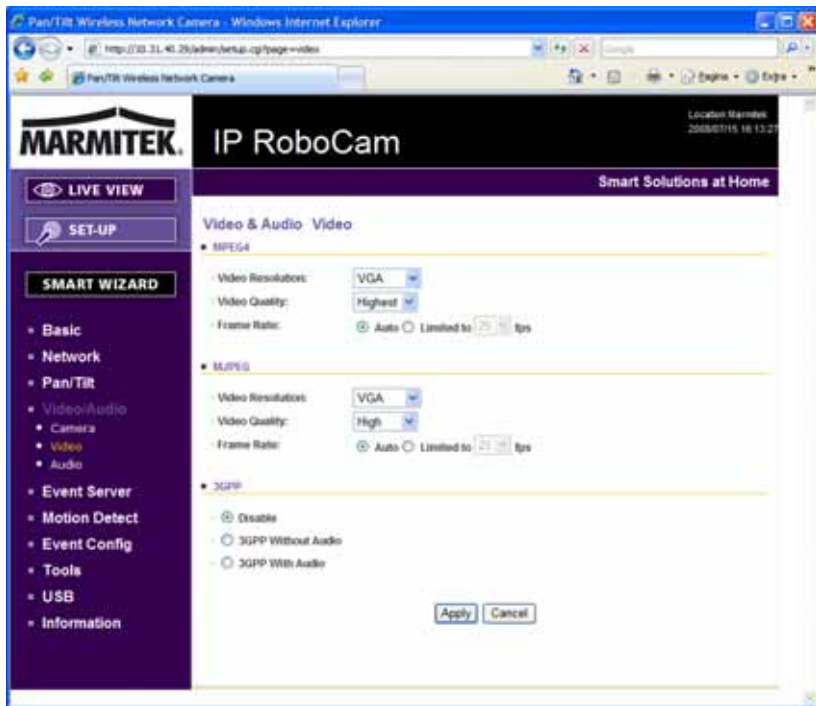 Pan/Tilt Wireless Network Camera - Windows Internet Explorer
Pan/Tilt Wireless Network Camera
MARMITEK.
IP RoboCam
Location:Marmitek
2008/07/15 16:13:27
Smart Solutions at Home
LIVE VIEW
SET-UP
SMART WIZARD
Basic
Network
Pan/Tilt
Video/Audio
Camera
Video
Audio
Event Server
Motion Detect
Event Config
Tools
USB
Information
Video & Audio Video
MPEG4
Video Resolution: VGA
Video Quality: Highest
Frame Rate: Auto Limited to 25 fps
MJPEG
Video Resolution: VGA
Video Quality: High
Frame Rate: Auto Limited to 25 fps
3GPP
Disable
3GPP Without Audio
3GPP With Audio
Apply Cancel